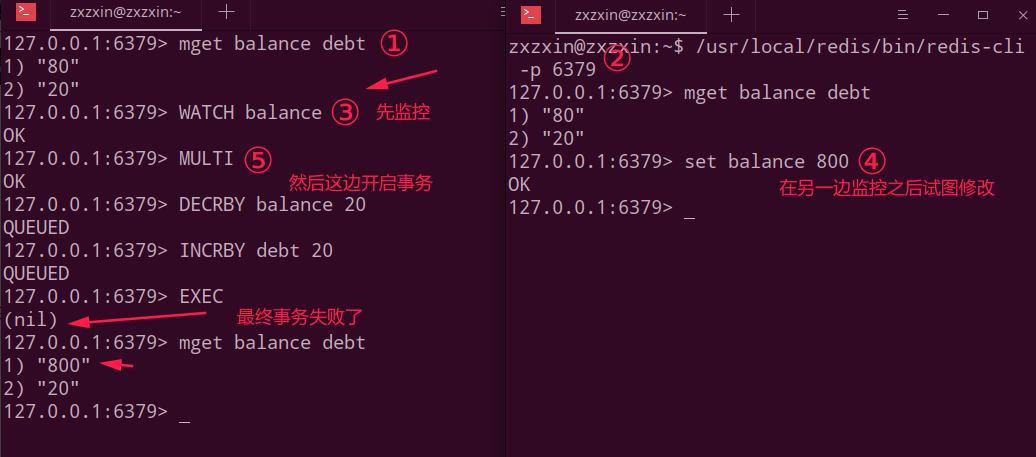 zxzxin@zxzxin:~
127.0.0.1:6379> mget balance debt ①
1) "80"
2) "20"
127.0.0.1:6379> WATCH balance ③ 先监控
OK
127.0.0.1:6379> MULTI ⑤
OK 然后这边开启事务
127.0.0.1:6379> DECRBY balance 20
QUEUED
127.0.0.1:6379> INCRBY debt 20
QUEUED
127.0.0.1:6379> EXEC
(nil) 最终事务失败了
127.0.0.1:6379> mget balance debt
1) "800"
2) "20"
127.0.0.1:6379> _
zxzxin@zxzxin:~
zxzxin@zxzxin:~$ /usr/local/redis/bin/redis-cli
-p 6379 ②
127.0.0.1:6379> mget balance debt
1) "80"
2) "20"
127.0.0.1:6379> set balance 800 ④
OK 在另一边监控之后试图修改
127.0.0.1:6379> _